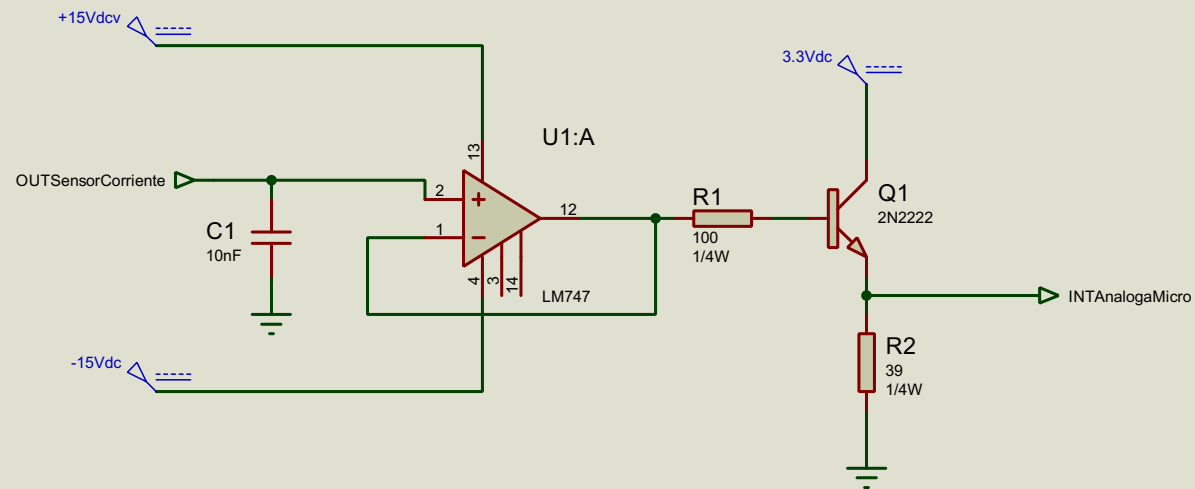 +15Vdcv
3.3Vdc
U1:A
13
OUTSensorCorriente
2
1
12
C1
10nF
4
3
14
LM747
R1
100
1/4W
Q1
2N2222
INTAnalogaMicro
R2
39
1/4W
-15Vdc